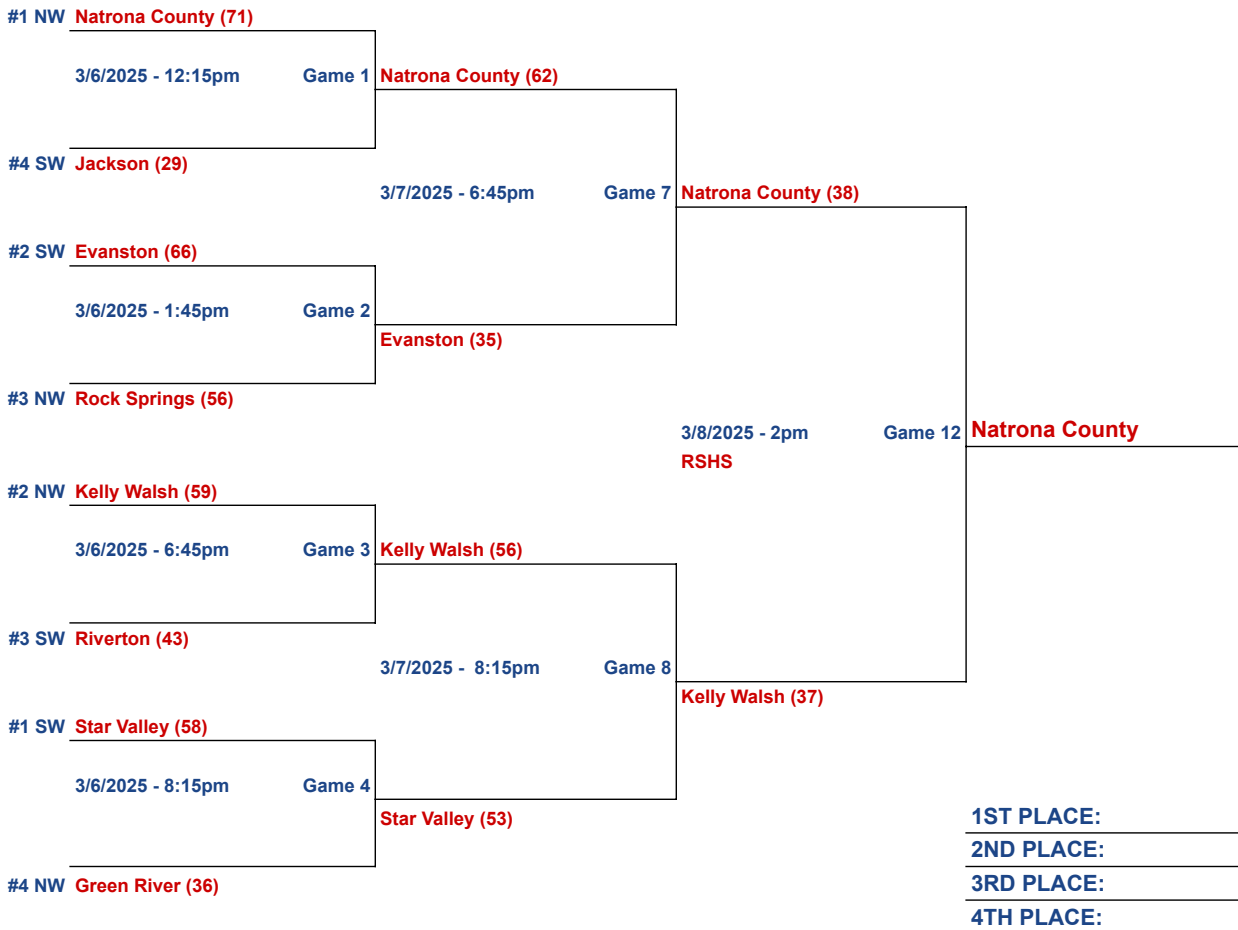 #1 NW Natrona County (71)
3/6/2025 - 12:15pm Game 1 Natrona County (62)
#4 SW Jackson (29)
3/7/2025 - 6:45pm Game 7 Natrona County (38)
#2 SW Evanston (66)
3/6/2025 - 1:45pm Game 2
Evanston (35)
#3 NW Rock Springs (56)
3/8/2025 - 2pm Game 12 Natrona County
RSHS
#2 NW Kelly Walsh (59)
3/6/2025 - 6:45pm Game 3 Kelly Walsh (56)
#3 SW Riverton (43)
3/7/2025 - 8:15pm Game 8
Kelly Walsh (37)
#1 SW Star Valley (58)
3/6/2025 - 8:15pm Game 4
Star Valley (53)
1ST PLACE:
2ND PLACE:
#4 NW Green River (36)
3RD PLACE:
4TH PLACE: